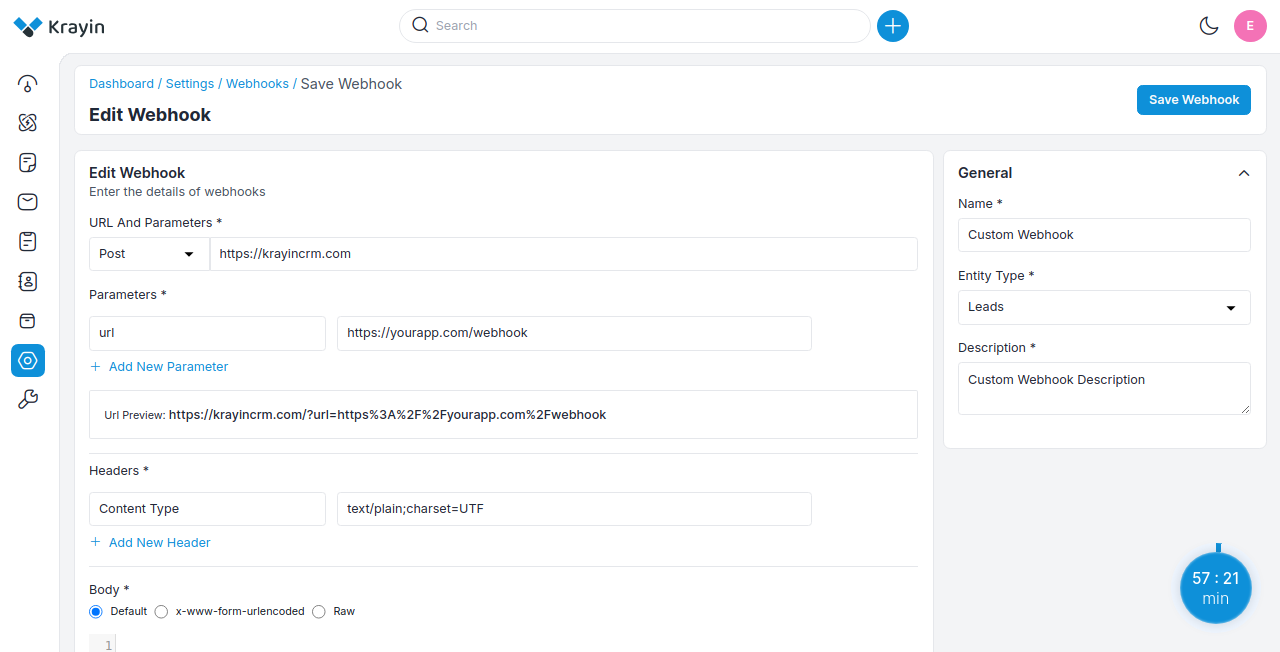 Krayin
Search
E
Dashboard / Settings / Webhooks / Save Webhook
Edit Webhook
Save Webhook
Edit Webhook
Enter the details of webhooks
URL And Parameters *
Post
https://krayincrm.com
Parameters *
url
https://yourapp.com/webhook
+ Add New Parameter
Url Preview: https://krayincrm.com/?url=https%3A%2F%2Fyourapp.com%2Fwebhook
Headers *
Content Type
text/plain;charset=UTF
+ Add New Header
Body *
Default
x-www-form-urlencoded
Raw
1
General
Name *
Custom Webhook
Entity Type *
Leads
Description *
Custom Webhook Description
57 : 21
min